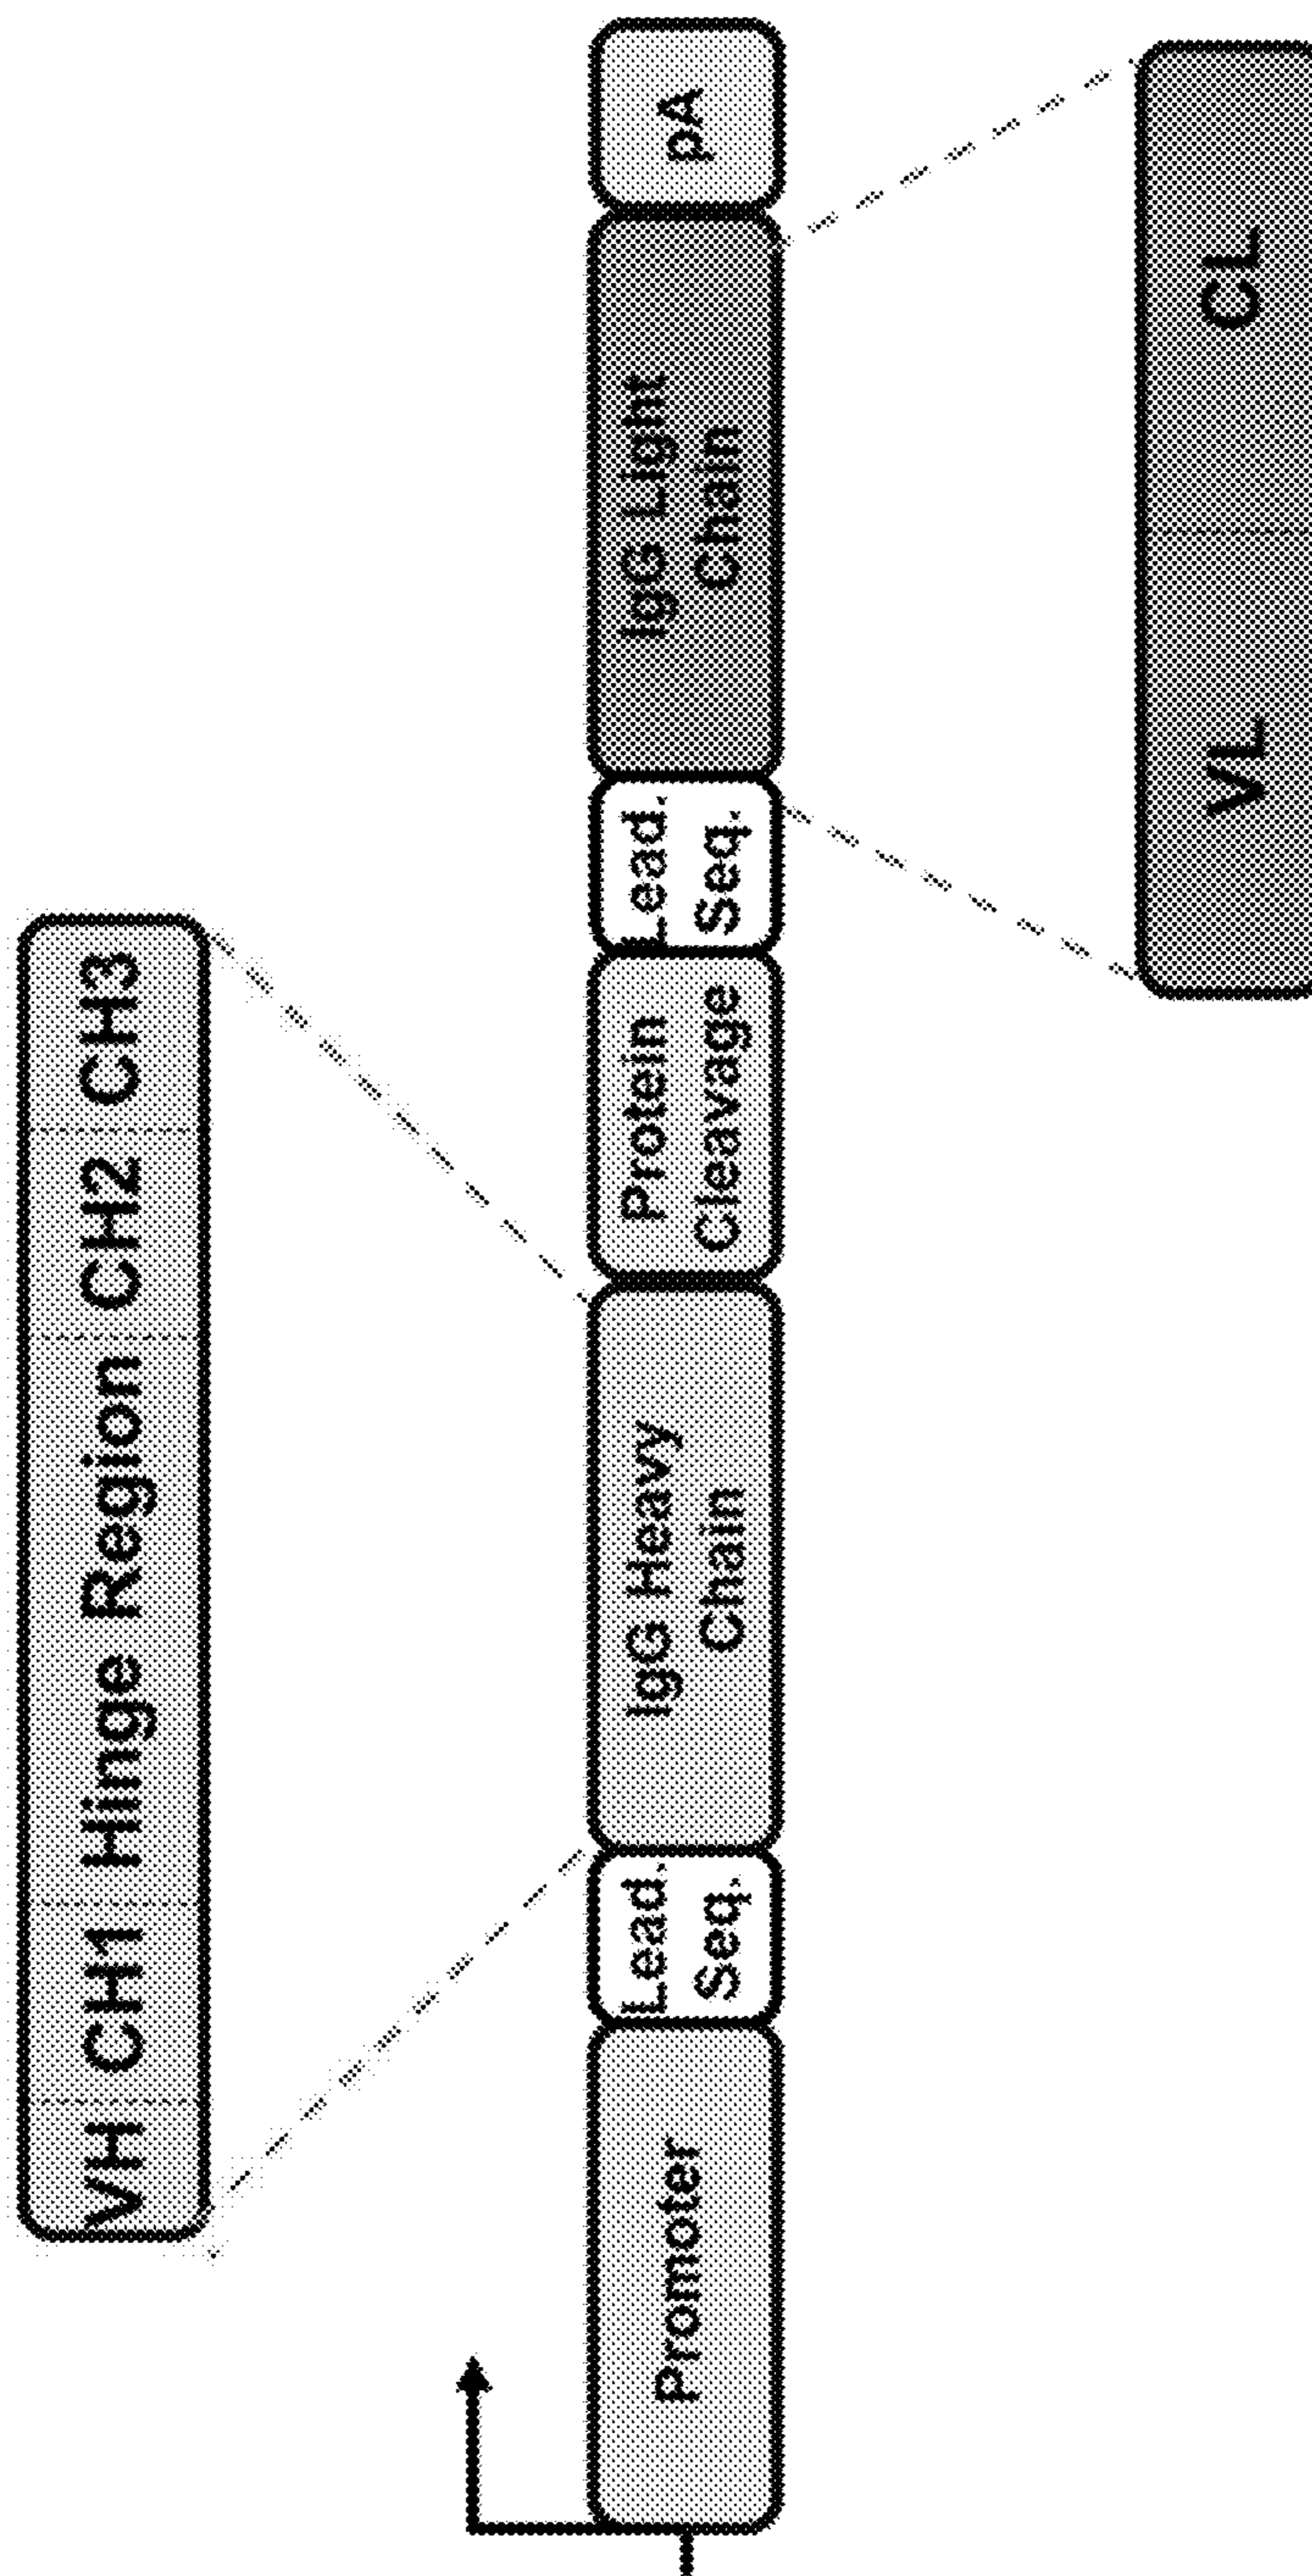 VH CH1 Hinge Region CH2 CH3
Promoter
Lead.
Seq.
IgG Heavy
Chain
Protein
Cleavage
Lead.
Seq.
IgG Light
Chain
pA
VL CL